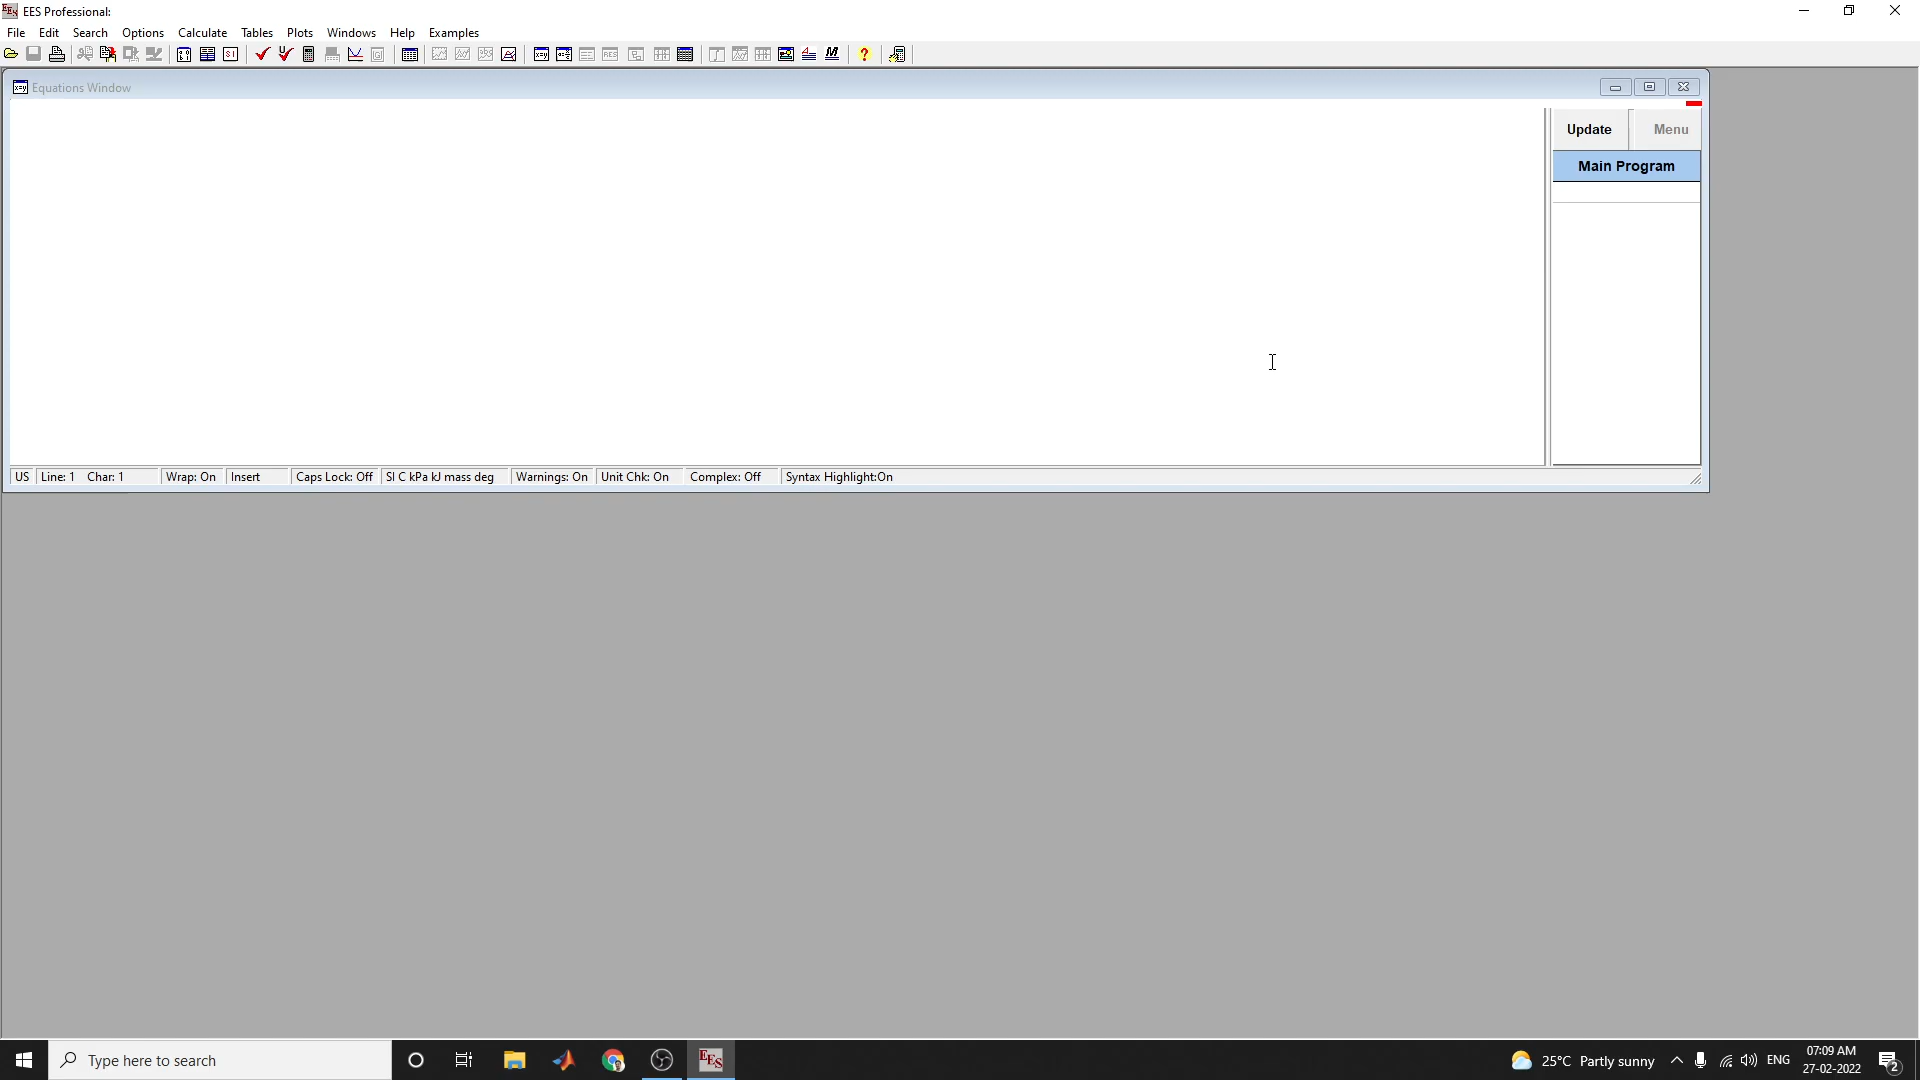 EES Professional:
File Edit Search Options Calculate Tables Plots Windows Help Examples
Equations Window
Update Menu
Main Program
US Line: 1 Char: 1 Wrap: On Insert Caps Lock: Off SI C kPa kJ mass deg Warnings: On Unit Chk: On Complex: Off Syntax Highlight:On
Type here to search
EES
25°C Partly sunny ENG 07:09 AM
27-02-2022
2